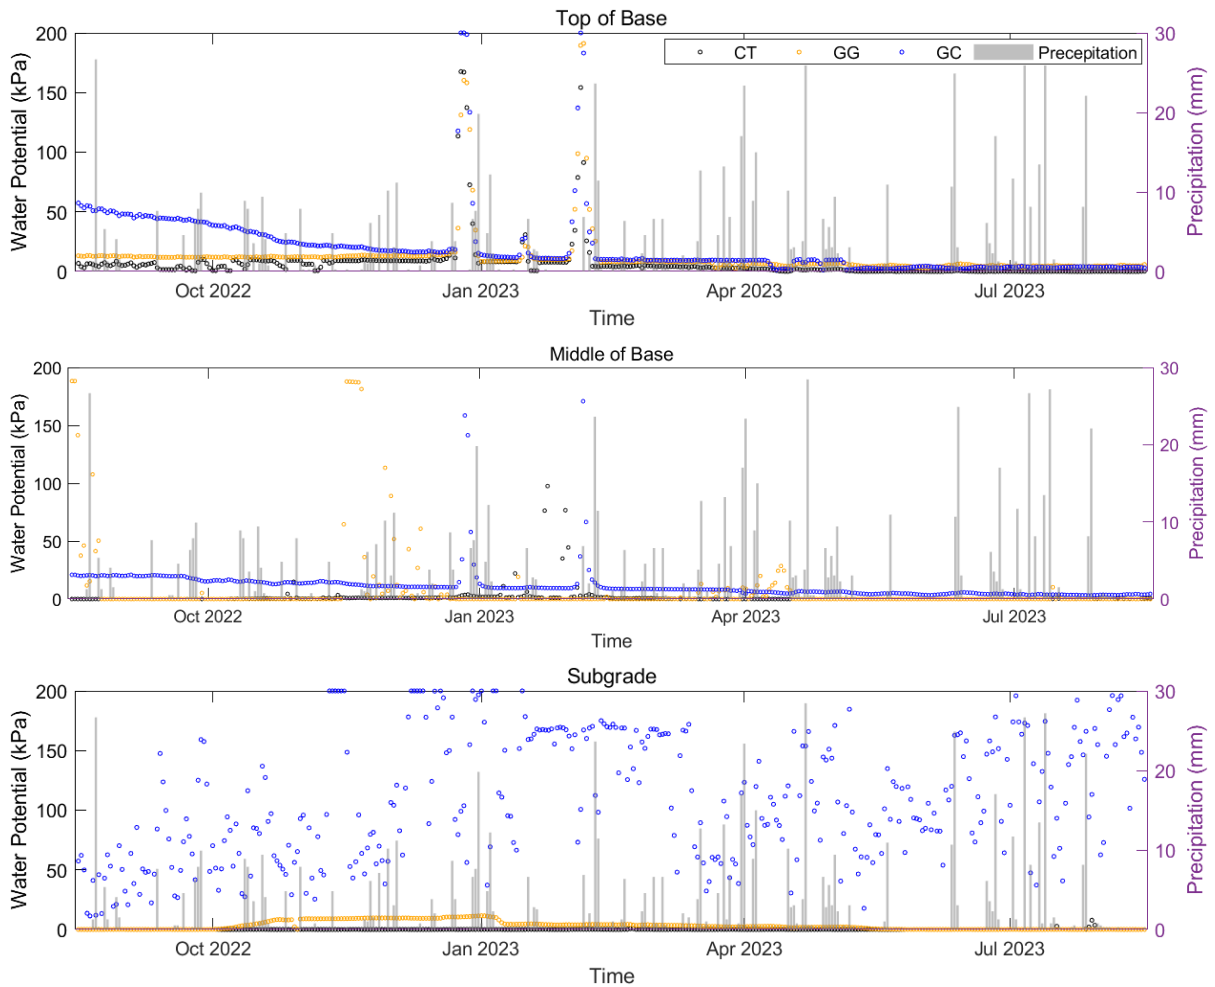 Top of Base
200
150
100
50
0
Water Potential (kPa)
CT GG GC Precepitation
30
20
10
0
Precipitation (mm)
Oct 2022 Jan 2023 Apr 2023 Jul 2023
Time
Middle of Base
200
150
100
50
0
Water Potential (kPa)
30
20
10
0
Precipitation (mm)
Oct 2022 Jan 2023 Apr 2023 Jul 2023
Time
Subgrade
200
150
100
50
0
Water Potential (kPa)
30
20
10
0
Precipitation (mm)
Oct 2022 Jan 2023 Apr 2023 Jul 2023
Time